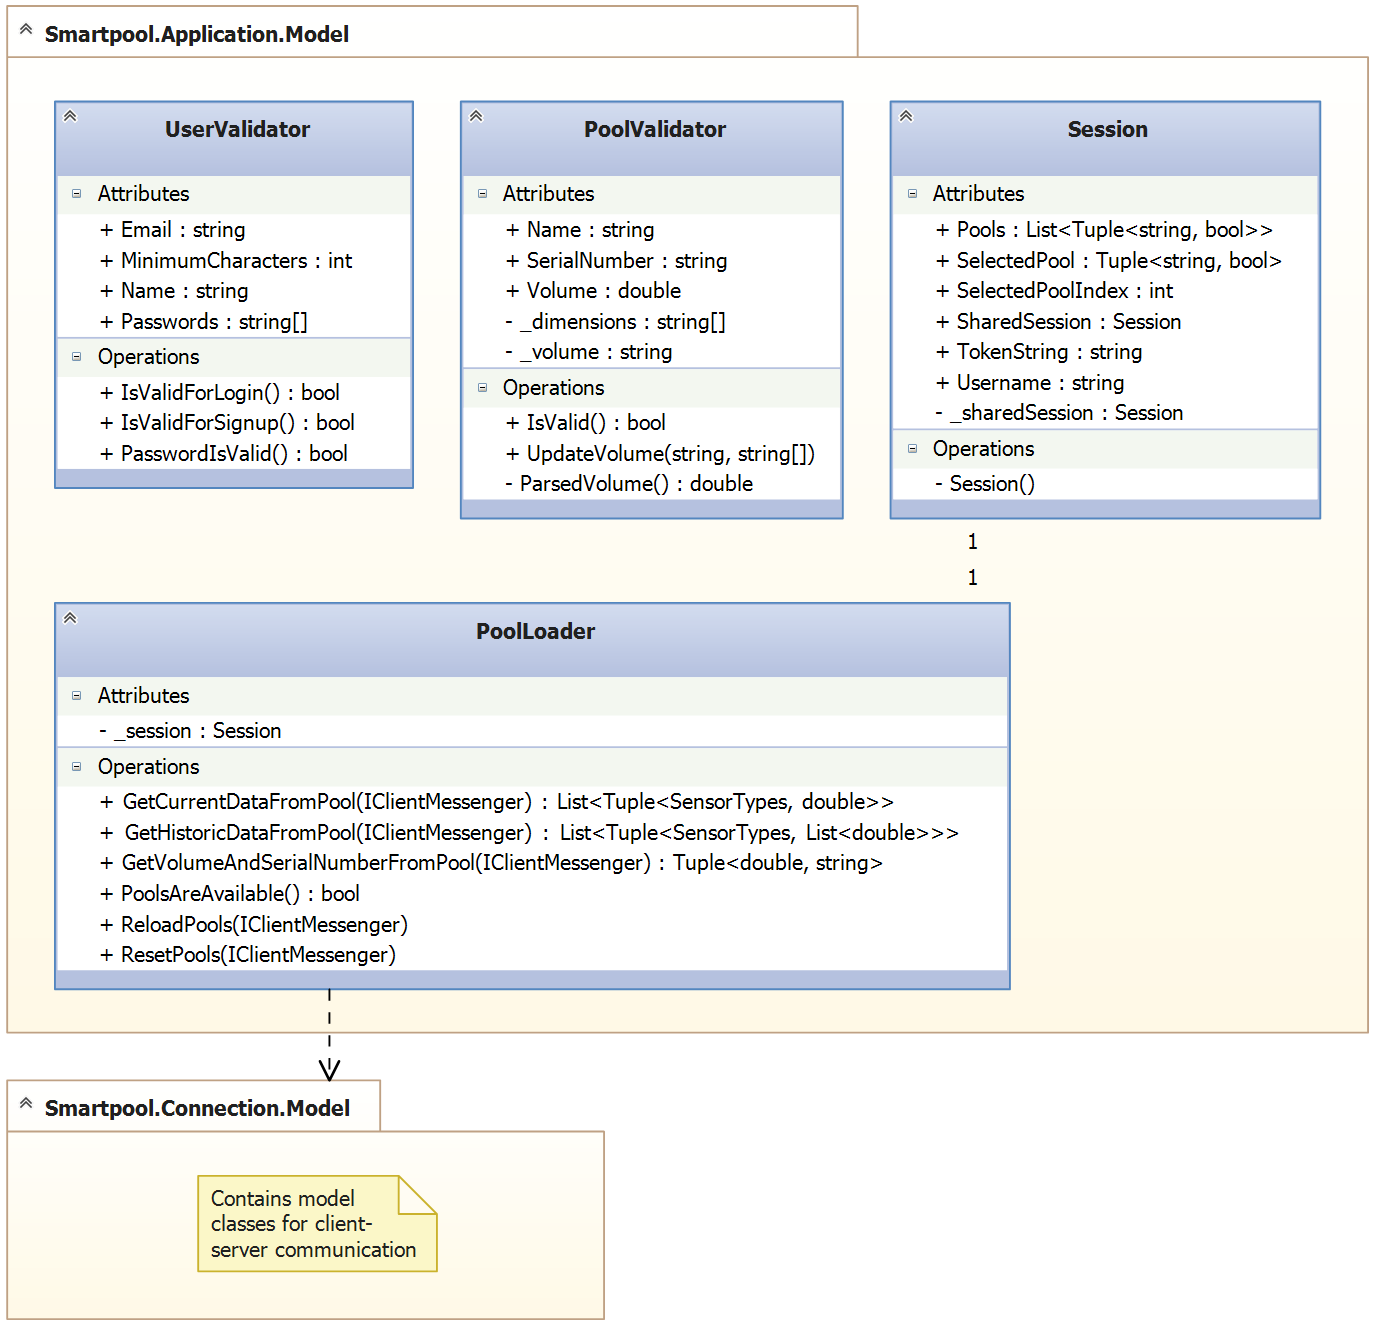 Smartpool.Application.Model
UserValidator
Attributes
+ Email : string
+ MinimumCharacters : int
+ Name : string
+ Passwords : string[]
Operations
+ IsValidForLogin() : bool
+ IsValidForSignup() : bool
+ PasswordIsValid() : bool
PoolValidator
Attributes
+ Name : string
+ SerialNumber : string
+ Volume : double
- _dimensions : string[]
- _volume : string
Operations
+ IsValid() : bool
+ UpdateVolume(string, string[])
- ParsedVolume() : double
Session
Attributes
+ Pools : List<Tuple<string, bool>>
+ SelectedPool : Tuple<string, bool>
+ SelectedPoolIndex : int
+ SharedSession : Session
+ TokenString : string
+ Username : string
- _sharedSession : Session
Operations
- Session()
1
1
PoolLoader
Attributes
- _session : Session
Operations
+ GetCurrentDataFromPool(IClientMessenger) : List<Tuple<SensorTypes, double>>
+ GetHistoricDataFromPool(IClientMessenger) : List<Tuple<SensorTypes, List<double>>>
+ GetVolumeAndSerialNumberFromPool(IClientMessenger) : Tuple<double, string>
+ PoolsAreAvailable() : bool
+ ReloadPools(IClientMessenger)
+ ResetPools(IClientMessenger)
Smartpool.Connection.Model
Contains model
classes for client-
server communication